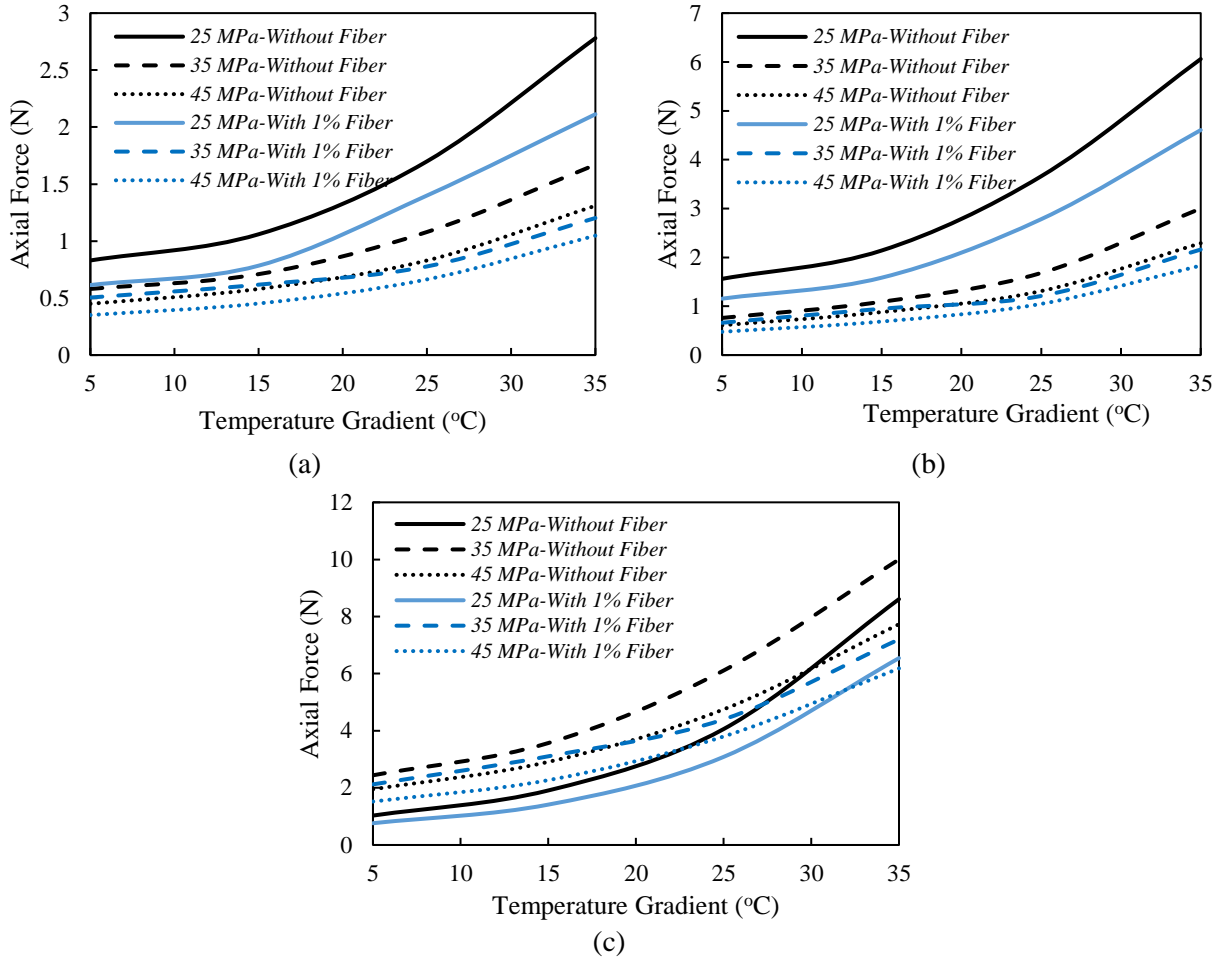 3
2.5
2
1.5
1
0.5
0
Axial Force (N)
25 MPa-Without Fiber
35 MPa-Without Fiber
45 MPa-Without Fiber
25 MPa-With 1% Fiber
35 MPa-With 1% Fiber
45 MPa-With 1% Fiber
5 10 15 20 25 30 35
Temperature Gradient (ᵒC)
(a)
7
6
5
4
3
2
1
0
Axial Force (N)
25 MPa-Without Fiber
35 MPa-Without Fiber
45 MPa-Without Fiber
25 MPa-With 1% Fiber
35 MPa-With 1% Fiber
45 MPa-With 1% Fiber
5 10 15 20 25 30 35
Temperature Gradient (ᵒC)
(b)
12
10
8
6
4
2
0
Axial Force (N)
25 MPa-Without Fiber
35 MPa-Without Fiber
45 MPa-Without Fiber
25 MPa-With 1% Fiber
35 MPa-With 1% Fiber
45 MPa-With 1% Fiber
5 10 15 20 25 30 35
Temperature Gradient (ᵒC)
(c)